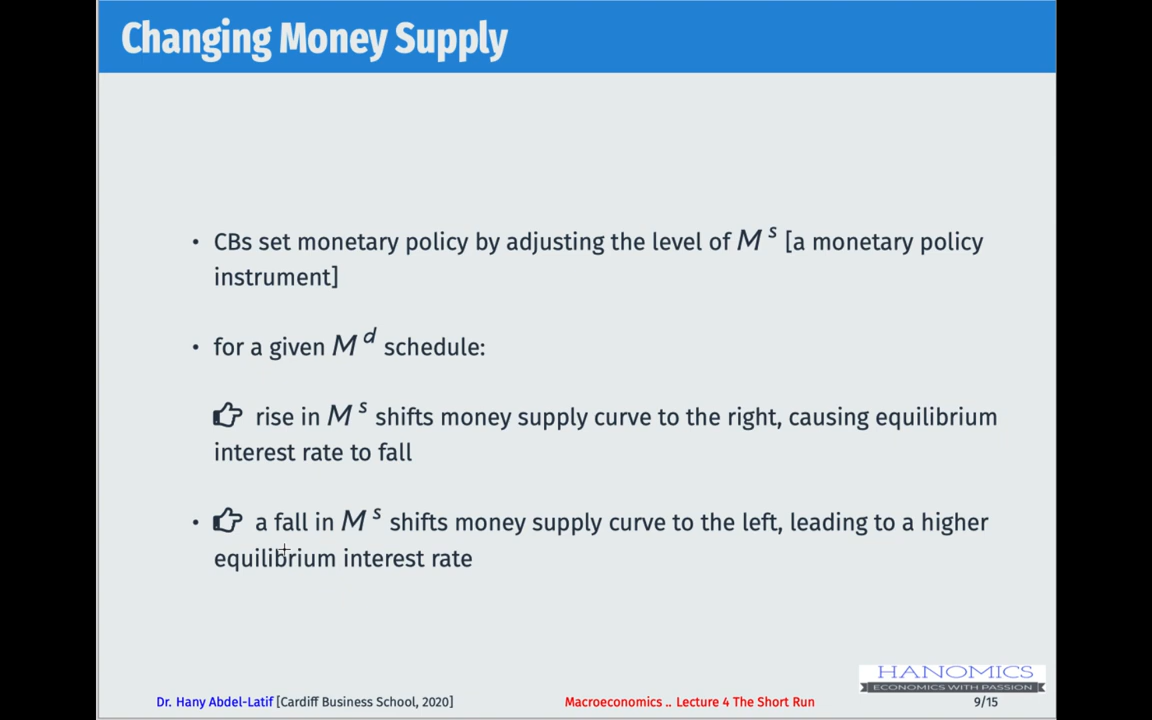 Changing Money Supply
• CBs set monetary policy by adjusting the level of M s [a monetary policy
instrument]
• for a given M d schedule:
☞ rise in M s shifts money supply curve to the right, causing equilibrium
interest rate to fall
• ☞ a fall in M s shifts money supply curve to the left, leading to a higher
equilibrium interest rate
HANOMICS
ECONOMICS WITH PASSION
Dr. Hany Abdel-Latif [Cardiff Business School, 2020] Macroeconomics .. Lecture 4 The Short Run 9/15